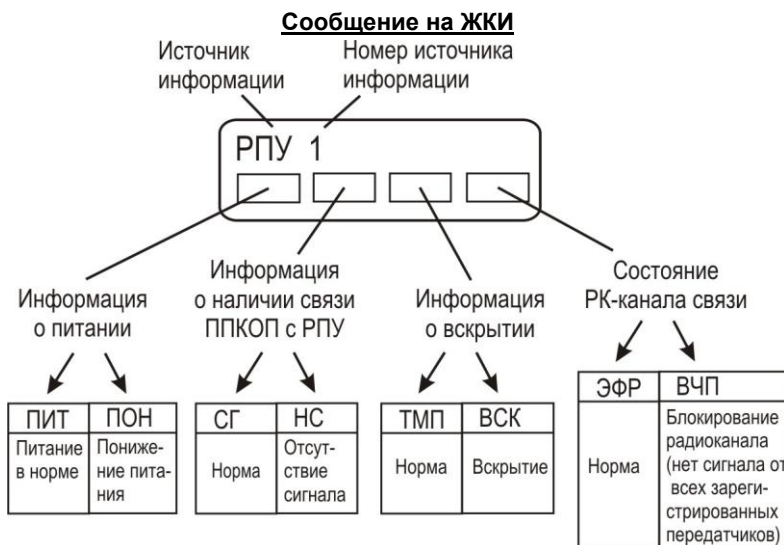 Сообщение на ЖКИ
Источник
информации
Номер источника
информации
РПУ 1
Информация
о питании
Информация
о наличии связи
ППКОП с РПУ
Информация
о вскрытии
Состояние
РК-канала связи
ПИТ ПОН
Питание
в норме
Пониже-
ние пита-
ния
СГ НС
Норма
Отсут-
ствие
сигнала
ТМП ВСК
Норма Вскрытие
ЭФР ВЧП
Норма
Блокирование
радиоканала
(нет сигнала от
всех зареги-
стрированных
передатчиков)